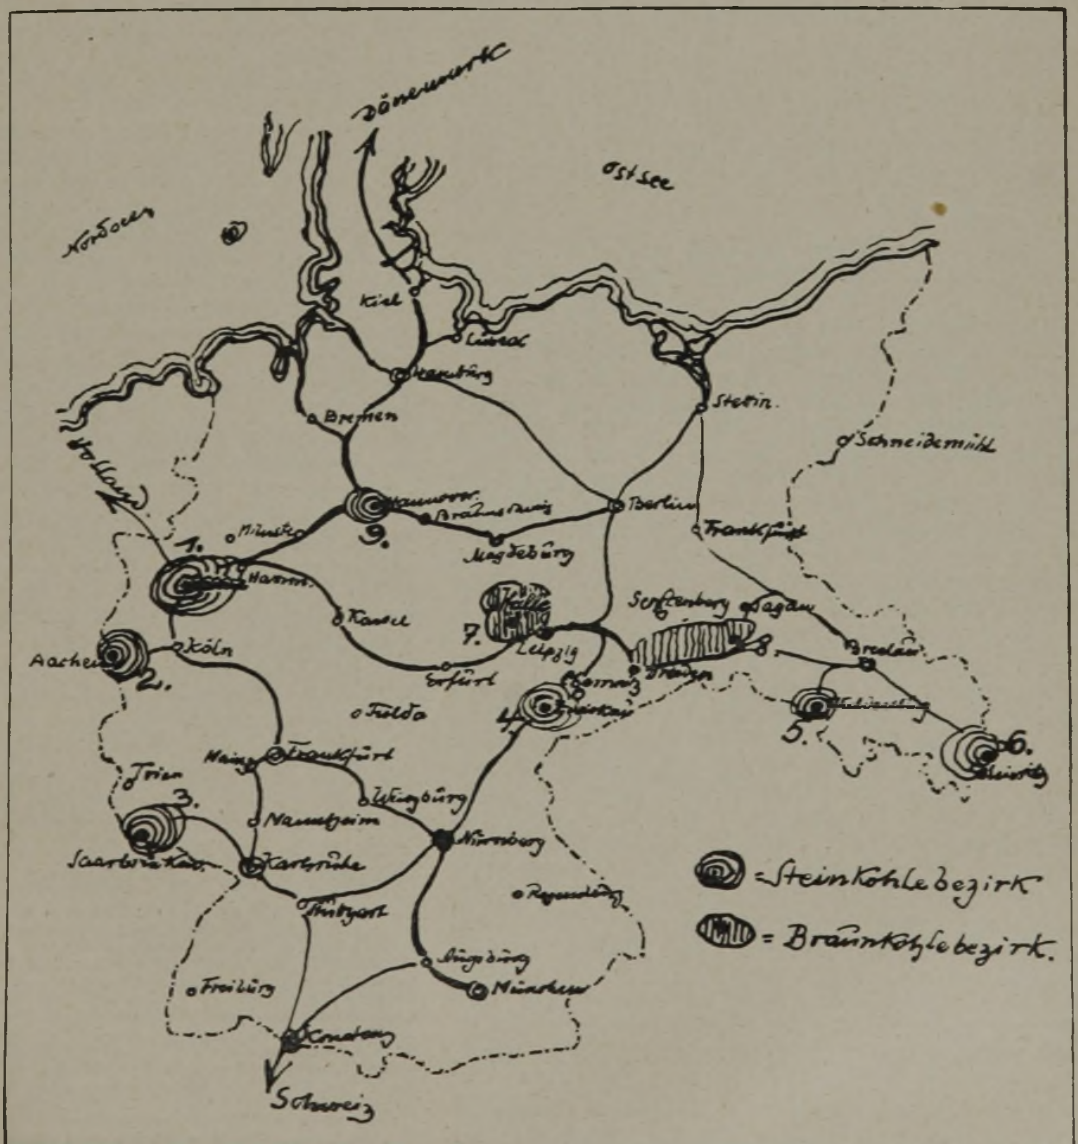 Dänemark
Ostsee
Nordsee
Kiel
Lübeck
Hamburg
Bremen
Stettin.
Schneidemühl
Holland
Hannover.
9.
Braunschweig
Berlin
Münster
Magdeburg
Frankfurt
1.
Hamm.
Kassel
7.
Halle
Leipzig
Senftenberg
Sagan
8.
Breslau
Aachen
2.
Köln
Erfurt
Dresden
Fulda
4.
Zwickau
5.
6.
Gleiwitz
Mainz
Frankfurt
Trier
3.
Würzburg
Mannheim
Nürnberg
Saarbrücken.
Karlsruhe
Stuttgart
Regensburg
= Steinkohlebezirk
= Braunkohlebezirk.
Augsburg
Freiburg
München
Constanz
Schweiz